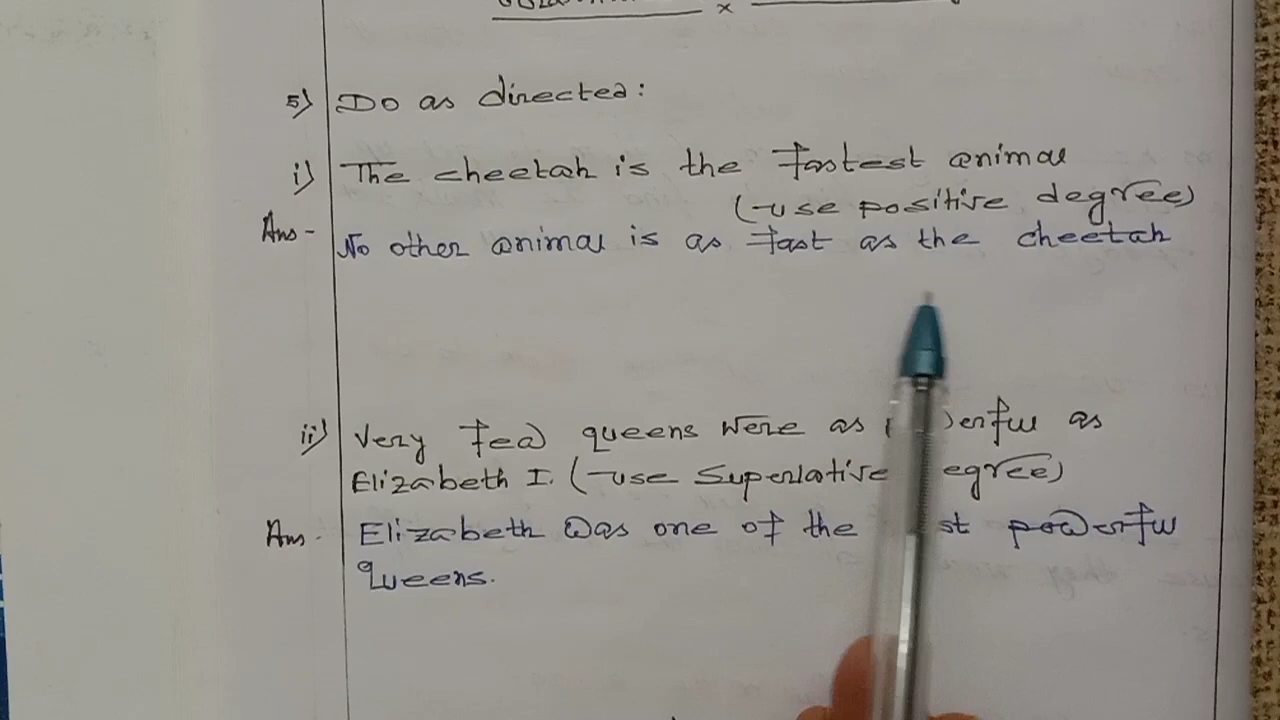 ×
5) Do as directed:
i) The cheetah is the fastest animal
(use positive degree)
Ans - No other animal is as fast as the cheetah
ii) Very few queens were as as
Elizabeth I. (use Superlative
Ans. Elizabeth was one of the powerful
queens.